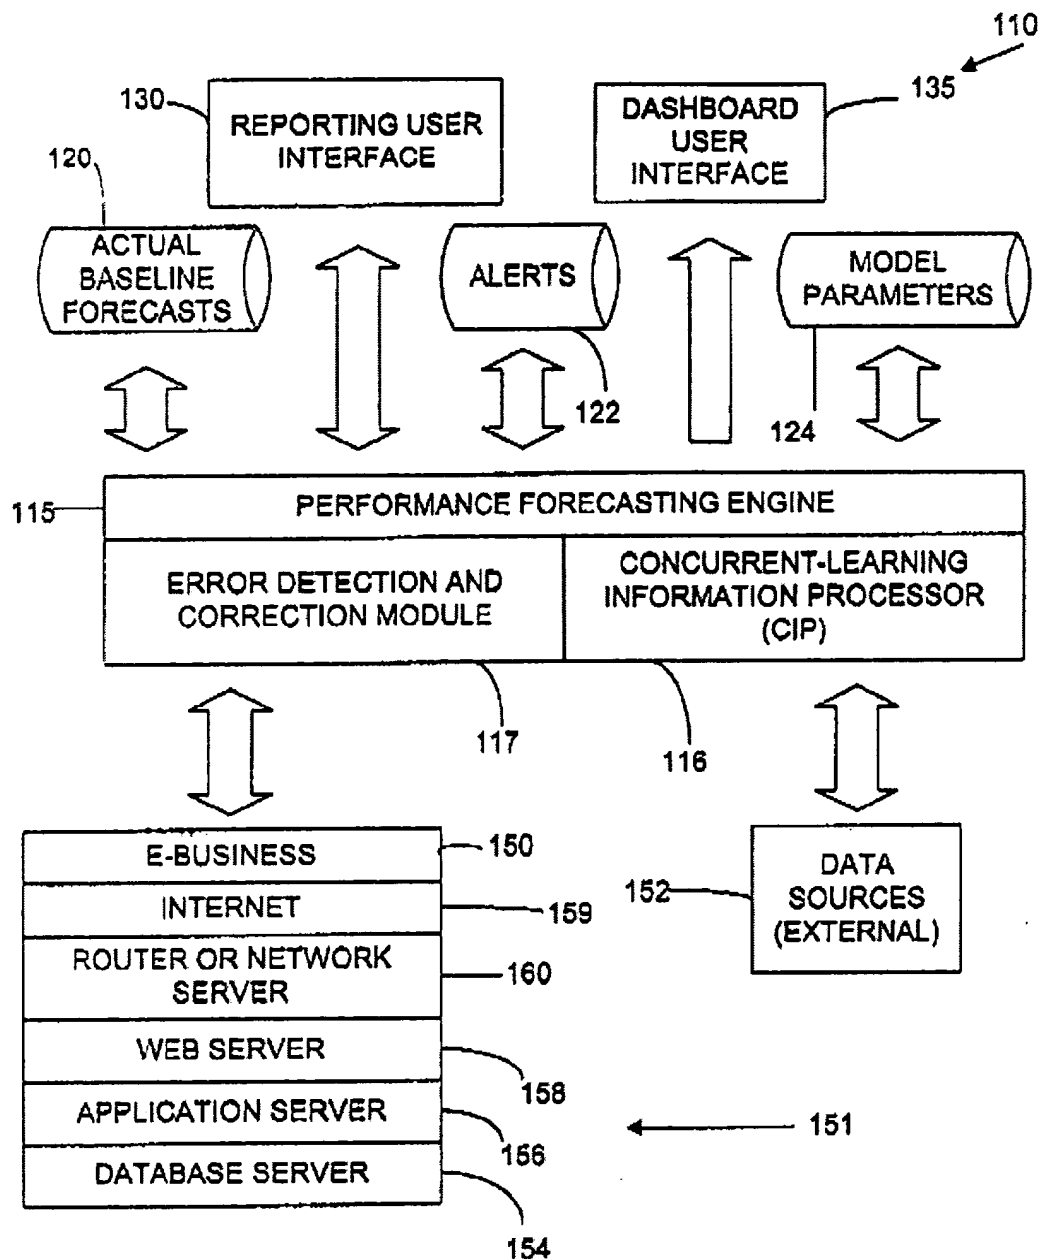 110
130
REPORTING USER
INTERFACE
DASHBOARD
USER
INTERFACE
135
120
ACTUAL
BASELINE
FORECASTS
ALERTS
MODEL
PARAMETERS
122
124
115
PERFORMANCE FORECASTING ENGINE
ERROR DETECTION AND
CORRECTION MODULE
CONCURRENT-LEARNING
INFORMATION PROCESSOR
(CIP)
117
116
E-BUSINESS
150
INTERNET
159
ROUTER OR NETWORK
SERVER
160
WEB SERVER
158
APPLICATION SERVER
156
DATABASE SERVER
154
152
DATA
SOURCES
(EXTERNAL)
151